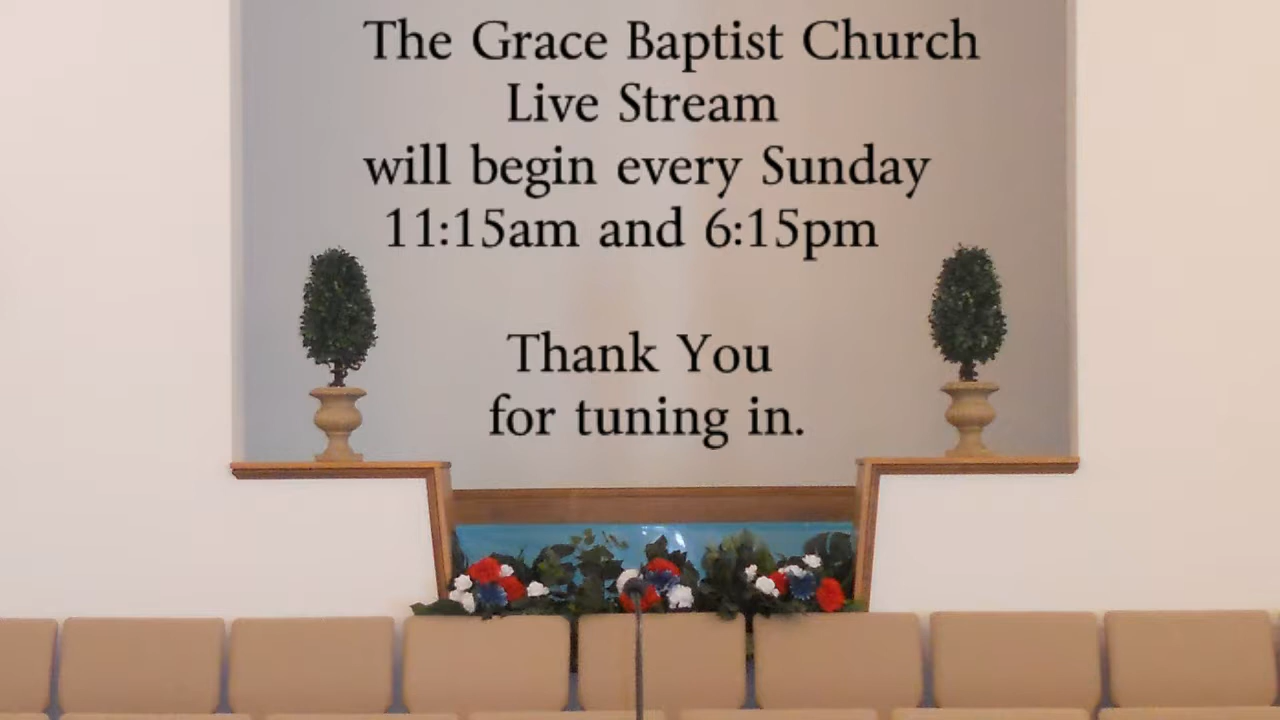 The Grace Baptist Church
Live Stream
will begin every Sunday
11:15am and 6:15pm
Thank You
for tuning in.